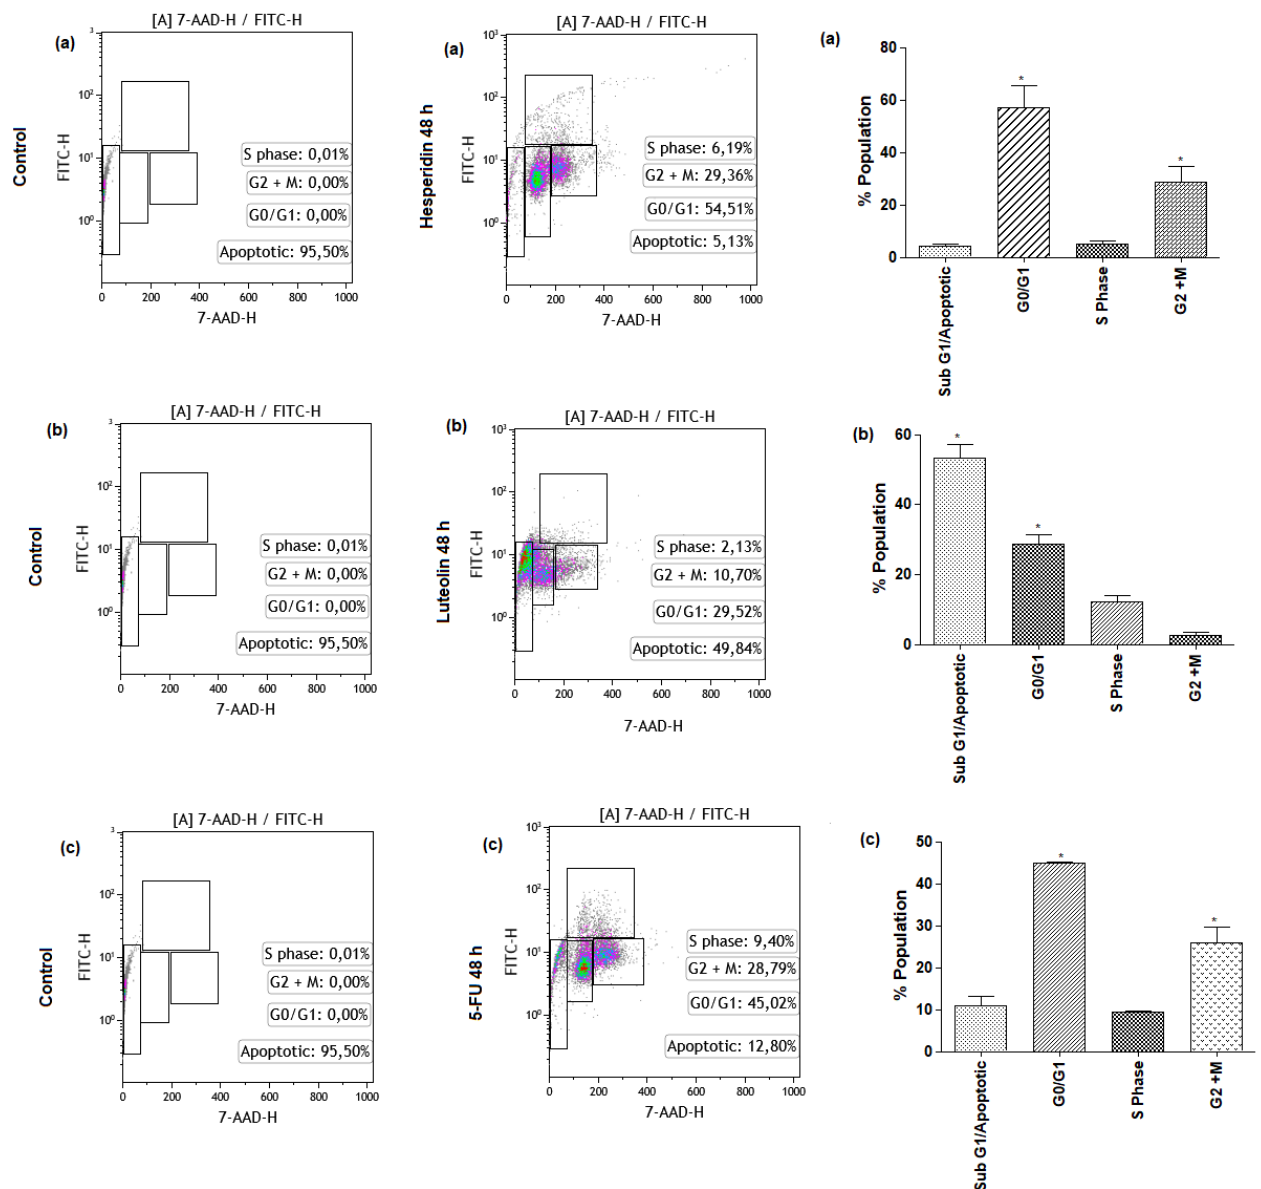 [A] 7-AAD-H / FITC-H
(a)
Control
FITC-H
3
10²
10¹
10⁰
S phase: 0,01%
G2 + M: 0,00%
G0/G1: 0,00%
Apoptotic: 95,50%
0 200 400 600 800 1000
7-AAD-H
[A] 7-AAD-H / FITC-H
(a)
Hesperidin 48 h
FITC-H
10³
10²
10¹
10⁰
S phase: 6,19%
G2 + M: 29,36%
G0/G1: 54,51%
Apoptotic: 5,13%
0 200 400 600 800 1000
7-AAD-H
(a)
% Population
80
60
40
20
0
*
*
Sub G1/Apoptotic
G0/G1
S Phase
G2 +M
[A] 7-AAD-H / FITC-H
(b)
Control
FITC-H
3
10²
10¹
10⁰
S phase: 0,01%
G2 + M: 0,00%
G0/G1: 0,00%
Apoptotic: 95,50%
0 200 400 600 800 1000
7-AAD-H
[A] 7-AAD-H / FITC-H
(b)
Luteolin 48 h
FITC-H
10³
10²
10¹
10⁰
S phase: 2,13%
G2 + M: 10,70%
G0/G1: 29,52%
Apoptotic: 49,84%
0 200 400 600 800 1000
7-AAD-H
(b)
% Population
60
40
20
0
*
*
Sub G1/Apoptotic
G0/G1
S Phase
G2 +M
[A] 7-AAD-H / FITC-H
(c)
Control
FITC-H
3
10²
10¹
10⁰
S phase: 0,01%
G2 + M: 0,00%
G0/G1: 0,00%
Apoptotic: 95,50%
0 200 400 600 800 1000
7-AAD-H
[A] 7-AAD-H / FITC-H
(c)
5-FU 48 h
FITC-H
10³
10²
10¹
10⁰
S phase: 9,40%
G2 + M: 28,79%
G0/G1: 45,02%
Apoptotic: 12,80%
0 200 400 600 800 1000
7-AAD-H
(c)
% Population
50
40
30
20
10
0
*
*
Sub G1/Apoptotic
G0/G1
S Phase
G2 +M